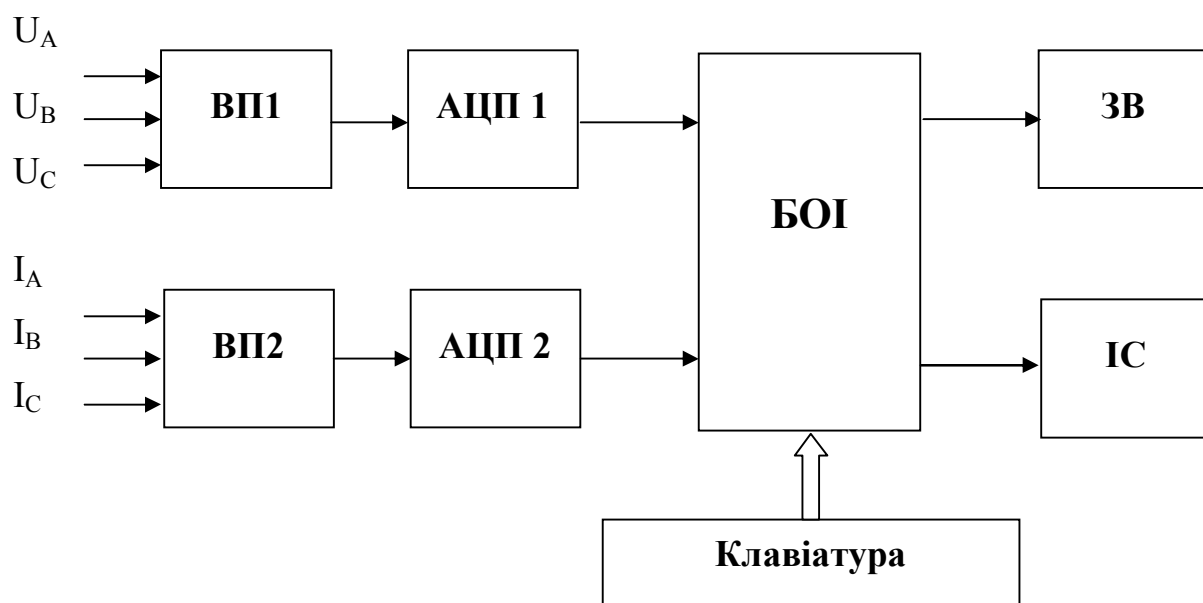 U_A
U_B
U_C
ВП1
АЦП 1
БОІ
ЗВ
I_A
I_B
I_C
ВП2
АЦП 2
ІС
Клавіатура